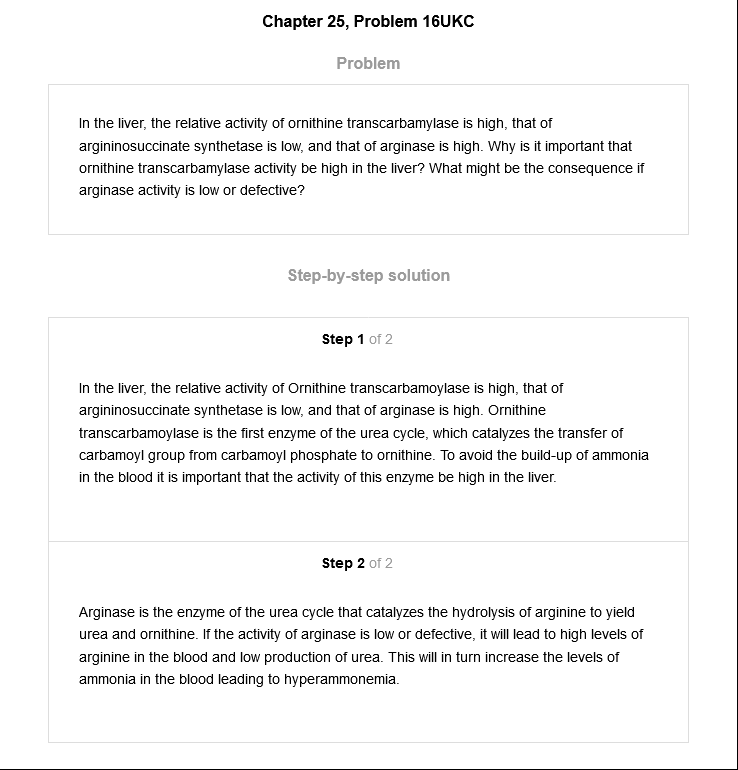 Chapter 25, Problem 16UKC
Problem
In the liver, the relative activity of ornithine transcarbamylase is high, that of
argininosuccinate synthetase is low, and that of arginase is high. Why is it important that
ornithine transcarbamylase activity be high in the liver? What might be the consequence if
arginase activity is low or defective?
Step-by-step solution
Step 1 of 2
In the liver, the relative activity of Ornithine transcarbamoylase is high, that of
argininosuccinate synthetase is low, and that of arginase is high. Ornithine
transcarbamoylase is the first enzyme of the urea cycle, which catalyzes the transfer of
carbamoyl group from carbamoyl phosphate to ornithine. To avoid the build-up of ammonia
in the blood it is important that the activity of this enzyme be high in the liver.
Step 2 of 2
Arginase is the enzyme of the urea cycle that catalyzes the hydrolysis of arginine to yield
urea and ornithine. If the activity of arginase is low or defective, it will lead to high levels of
arginine in the blood and low production of urea. This will in turn increase the levels of
ammonia in the blood leading to hyperammonemia.